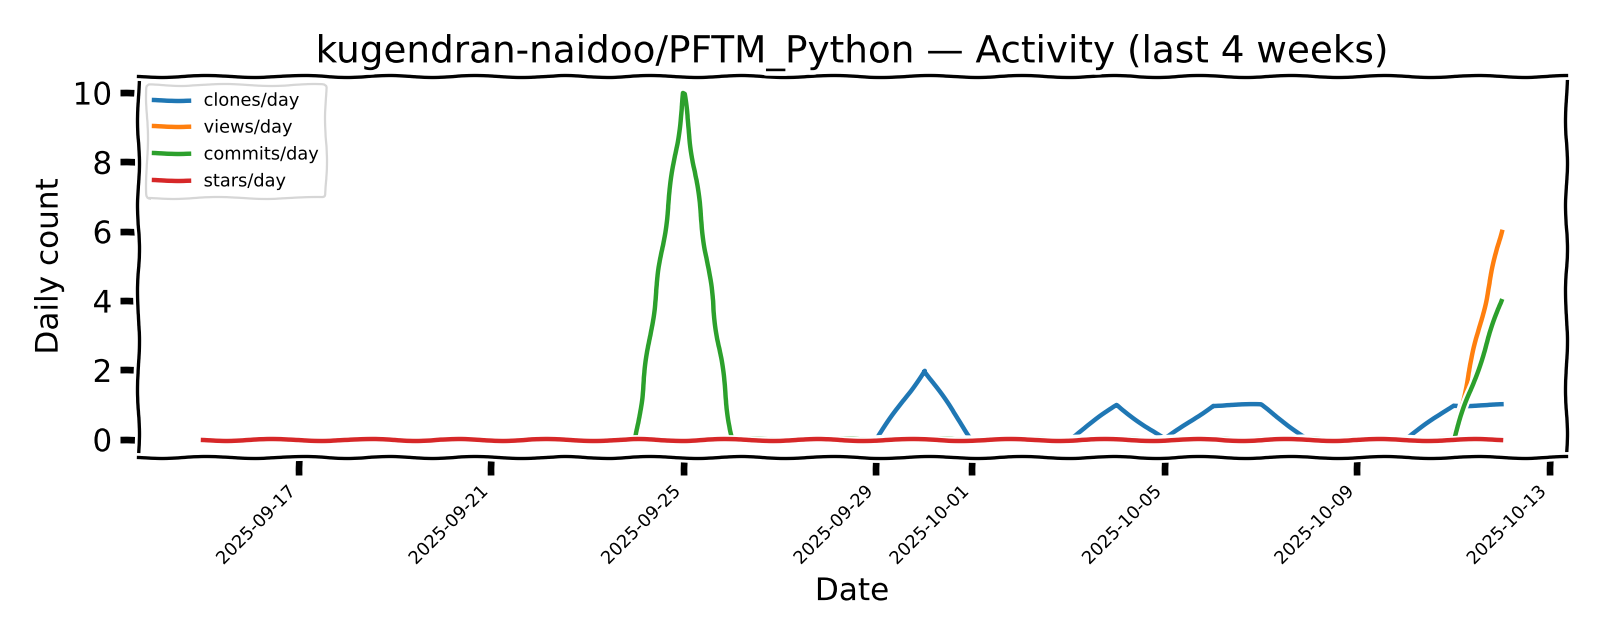 kugendran-naidoo/PFTM_Python — Activity (last 4 weeks)
10
8
6
4
2
0
Daily count
clones/day
views/day
commits/day
stars/day
2025-09-17
2025-09-21
2025-09-25
2025-09-29
2025-10-01
2025-10-05
2025-10-09
2025-10-13
Date